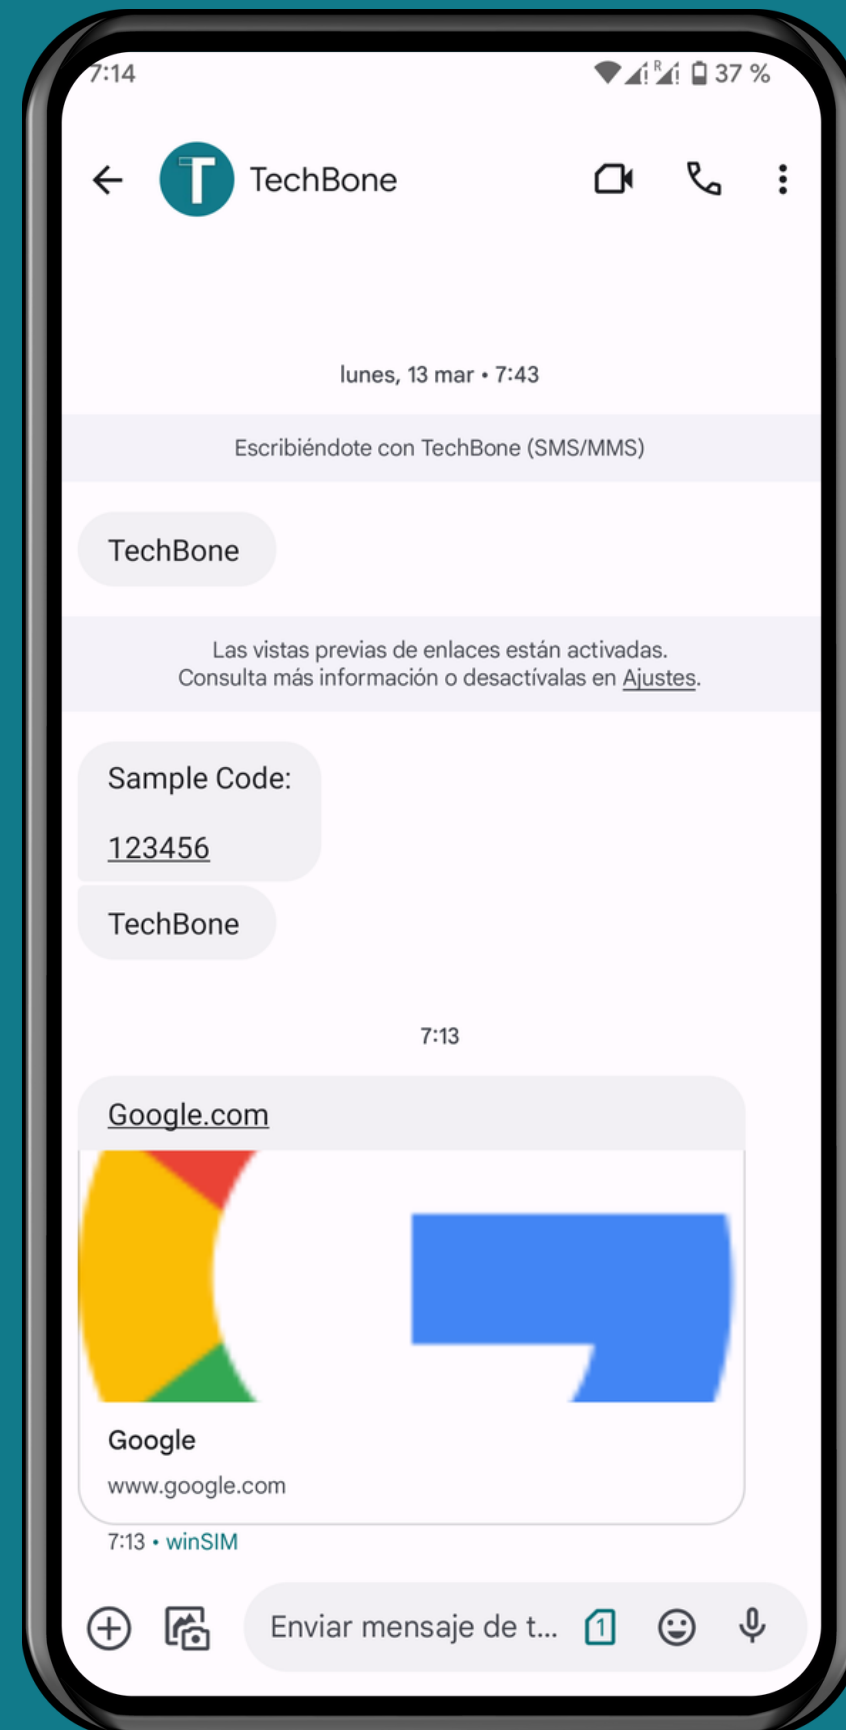 7:14
R
37 %
T
TechBone
lunes, 13 mar • 7:43
Escribiéndote con TechBone (SMS/MMS)
TechBone
Las vistas previas de enlaces están activadas.
Consulta más información o desactívalas en Ajustes.
Sample Code:
123456
TechBone
7:13
Google.com
Google
www.google.com
7:13 • winSIM
Enviar mensaje de t...
1